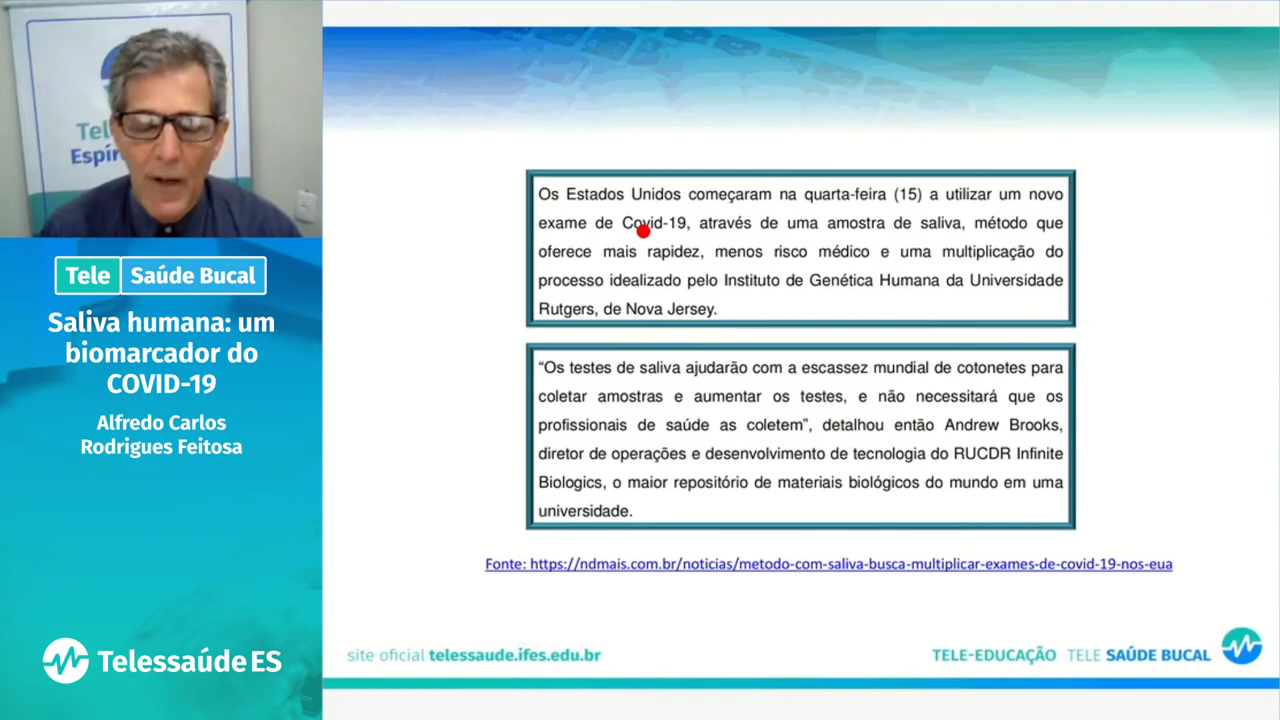 Tel
Espír
Tele Saúde Bucal
Saliva humana: um
biomarcador do
COVID-19
Alfredo Carlos
Rodrigues Feitosa
Telessaúde ES
Os Estados Unidos começaram na quarta-feira (15) a utilizar um novo
exame de Covid-19, através de uma amostra de saliva, método que
oferece mais rapidez, menos risco médico e uma multiplicação do
processo idealizado pelo Instituto de Genética Humana da Universidade
Rutgers, de Nova Jersey.
“Os testes de saliva ajudarão com a escassez mundial de cotonetes para
coletar amostras e aumentar os testes, e não necessitará que os
profissionais de saúde as coletem”, detalhou então Andrew Brooks,
diretor de operações e desenvolvimento de tecnologia do RUCDR Infinite
Biologics, o maior repositório de materiais biológicos do mundo em uma
universidade.
Fonte: https://ndmais.com.br/noticias/metodo-com-saliva-busca-multiplicar-exames-de-covid-19-nos-eua
site oficial telessaude.ifes.edu.br
TELE-EDUCAÇÃO TELE SAÚDE BUCAL